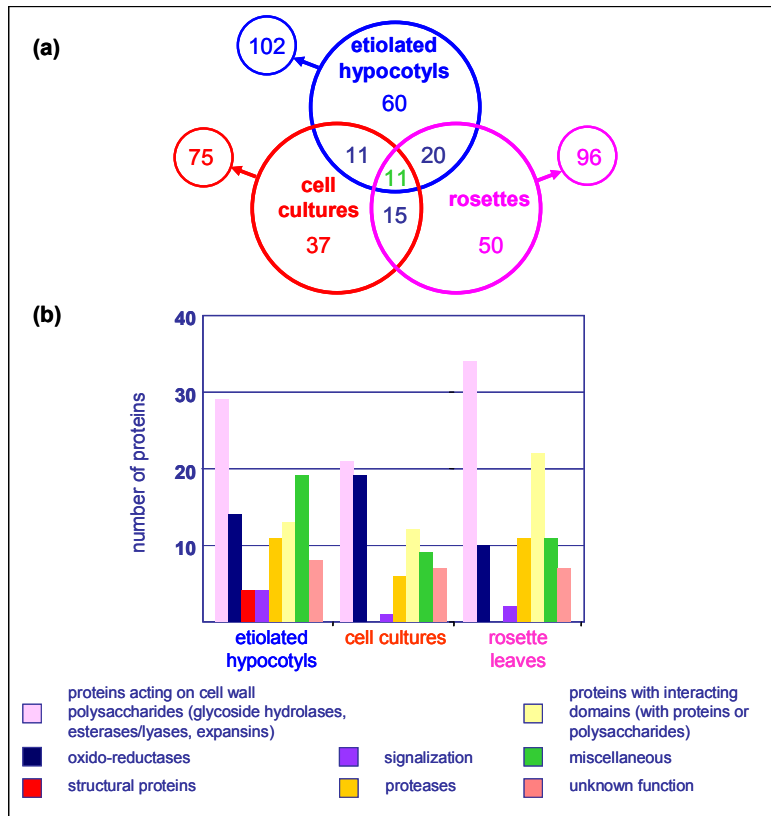 (a)
102
etiolated
hypocotyls
60
75
11
20
96
11
cell
cultures
15
rosettes
37
50
(b)
number of proteins
40
30
20
10
etiolated
hypocotyls
cell cultures
rosette
leaves
proteins acting on cell wall
polysaccharides (glycoside hydrolases,
esterases/lyases, expansins)
proteins with interacting
domains (with proteins or
polysaccharides)
oxido-reductases
signalization
miscellaneous
structural proteins
proteases
unknown function